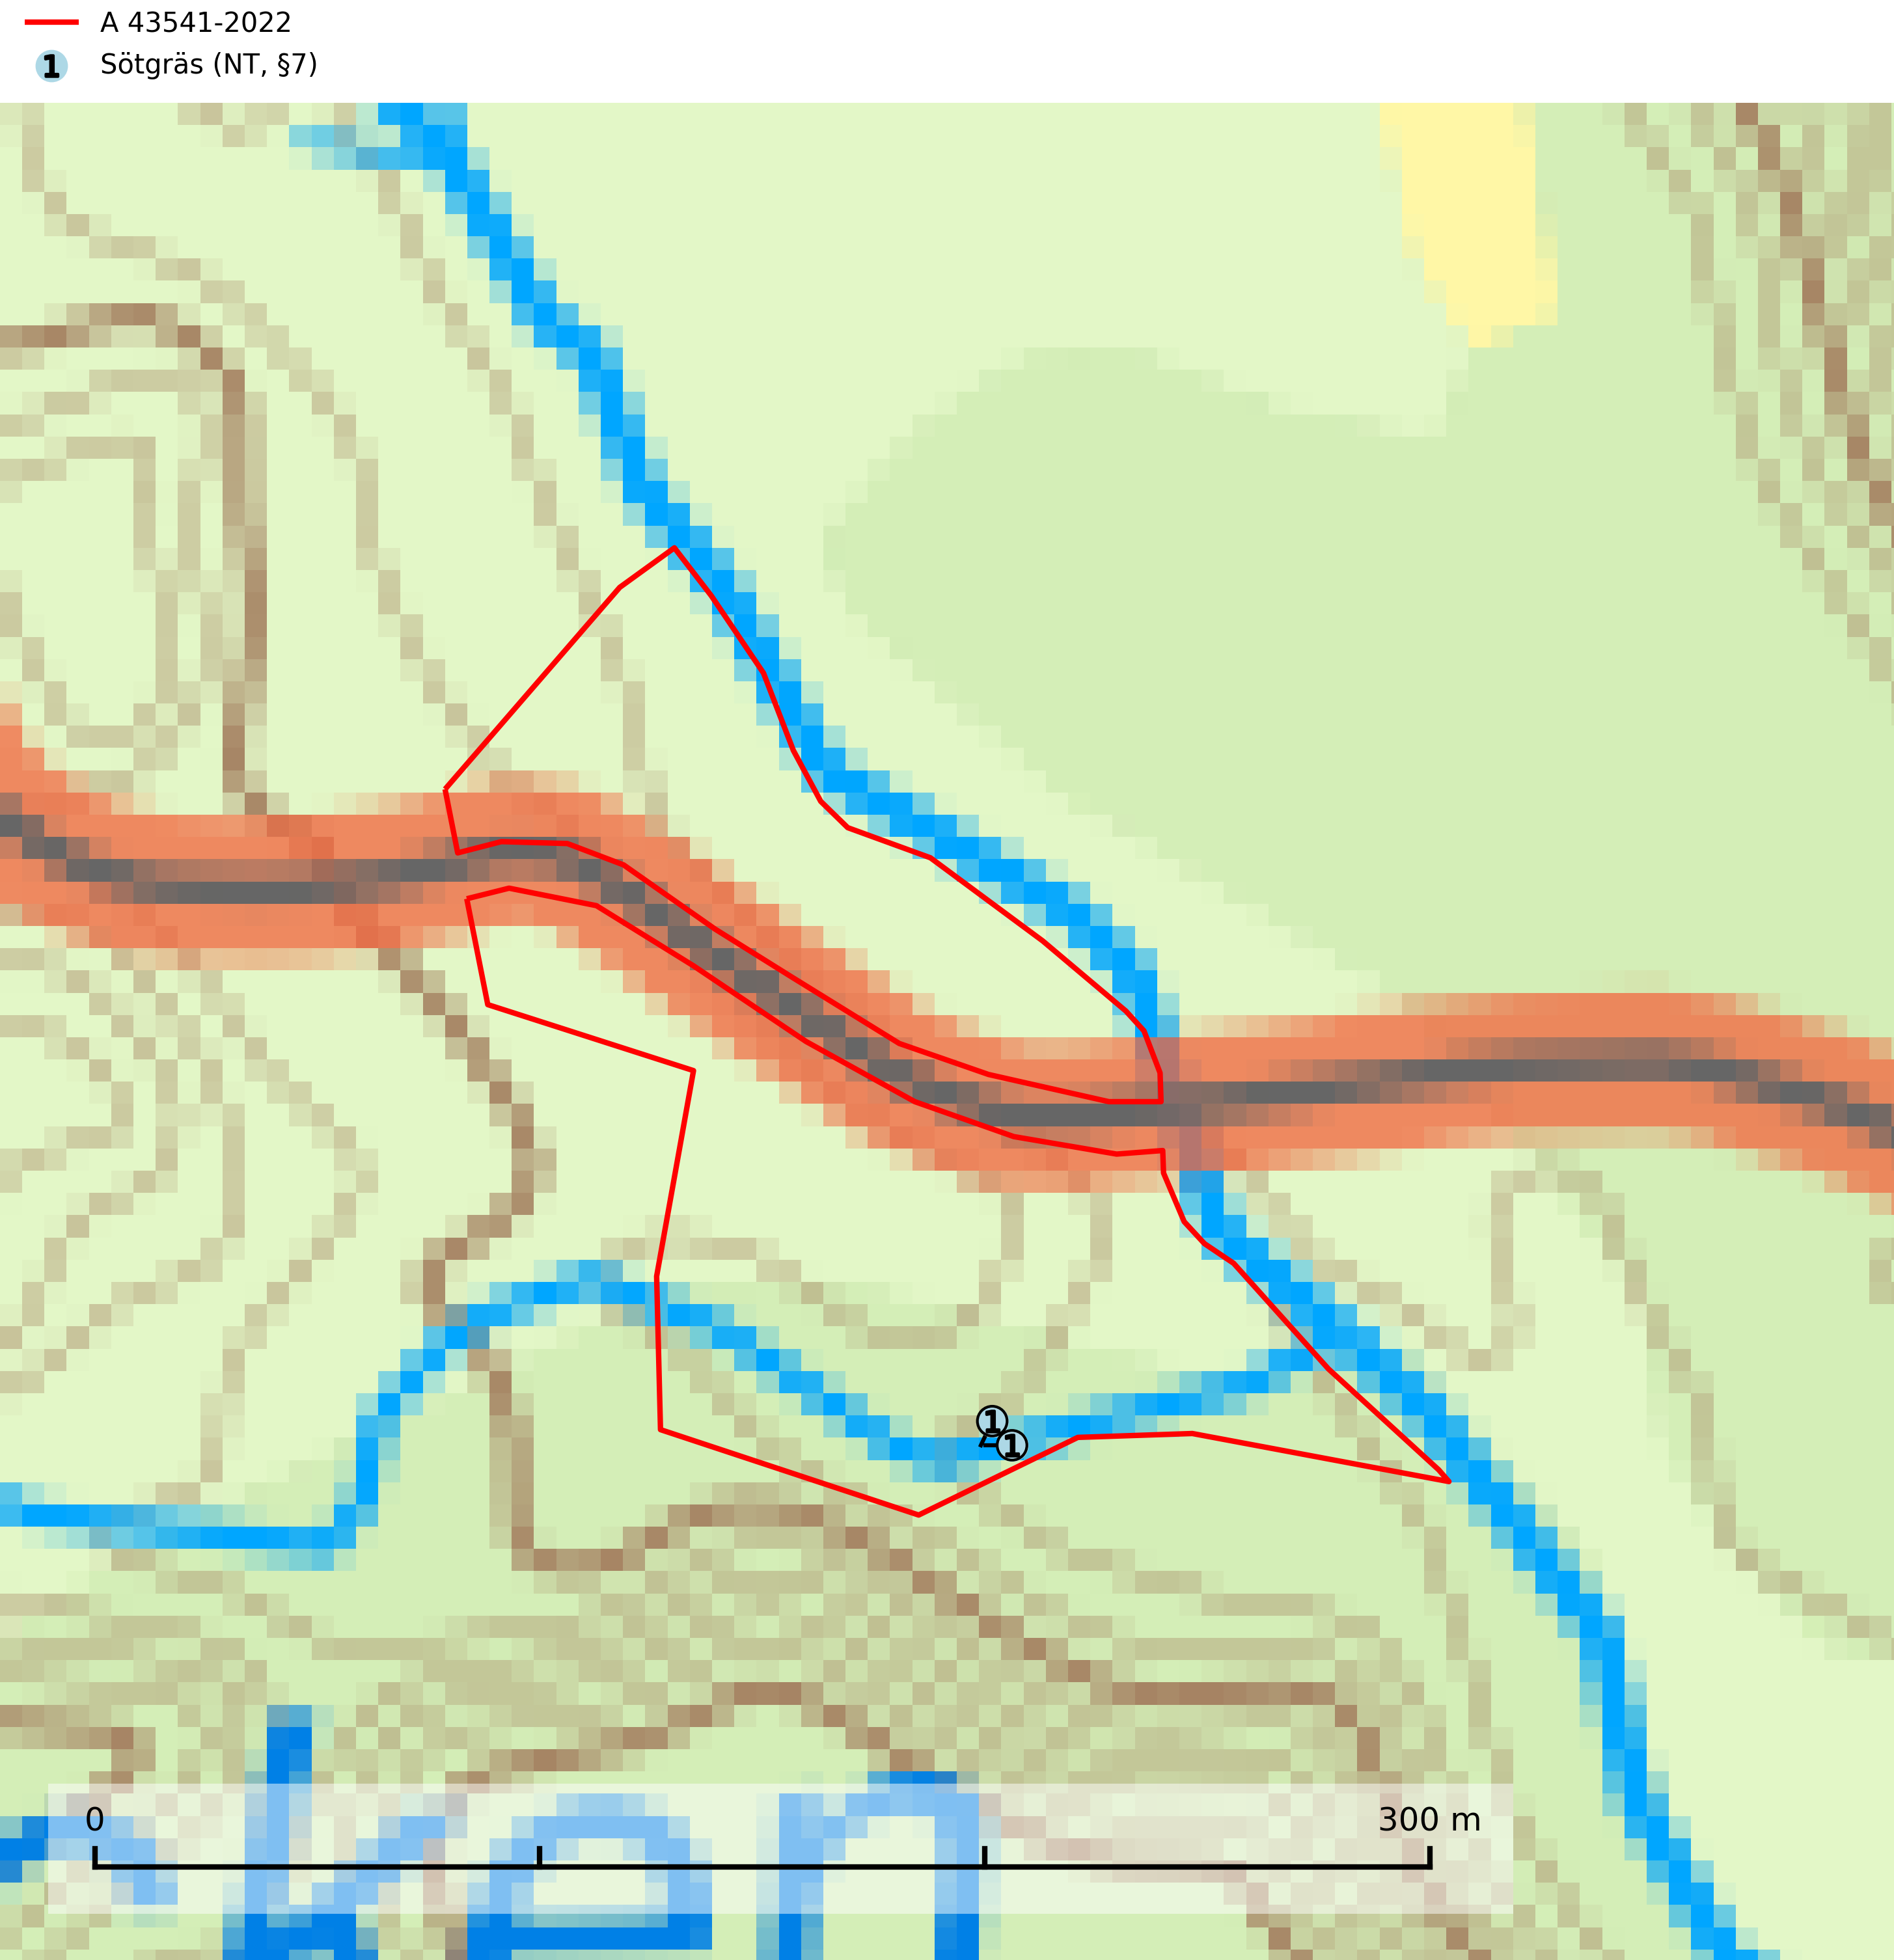 A 43541-2022
1 Sötgräs (NT, §7)
1
1
0 300 m